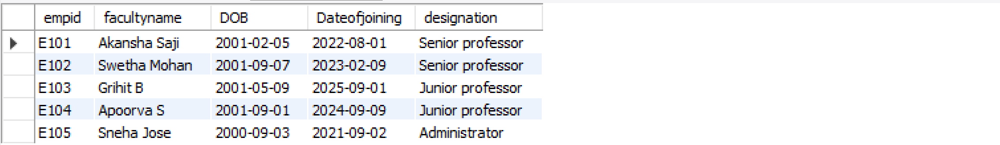 empid facultyname DOB Dateofjoining designation
E101 Akansha Saji 2001-02-05 2022-08-01 Senior professor
E102 Swetha Mohan 2001-09-07 2023-02-09 Senior professor
E103 Grihit B 2001-05-09 2025-09-01 Junior professor
E104 Apoorva S 2001-09-01 2024-09-09 Junior professor
E105 Sneha Jose 2000-09-03 2021-09-02 Administrator